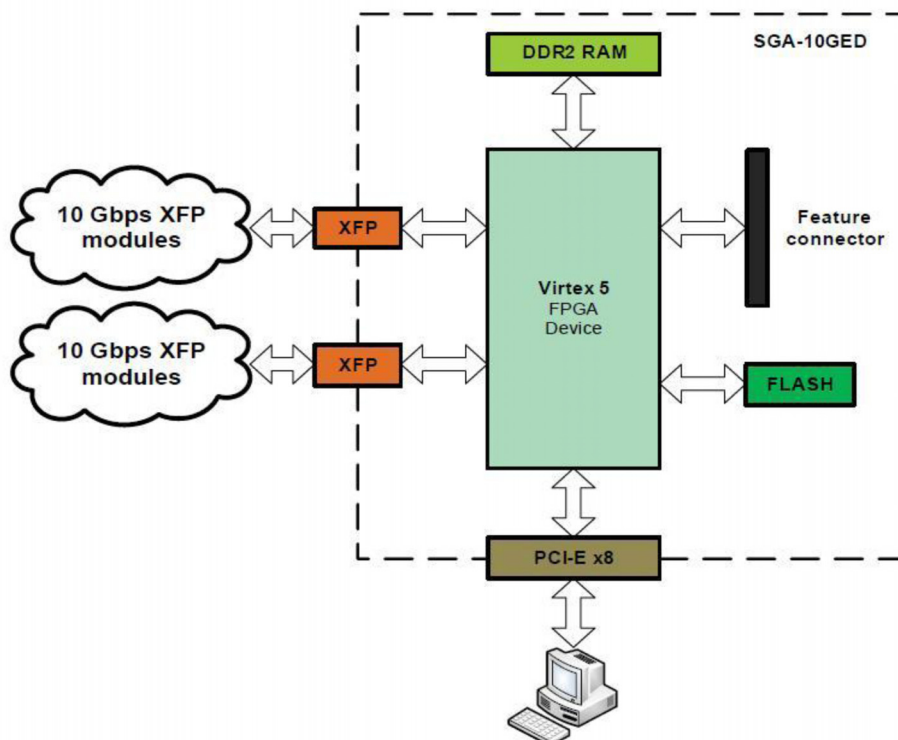 SGA-10GED
DDR2 RAM
10 Gbps XFP
modules
XFP
Feature
connector
Virtex 5
FPGA
Device
10 Gbps XFP
modules
XFP
FLASH
PCI-E x8